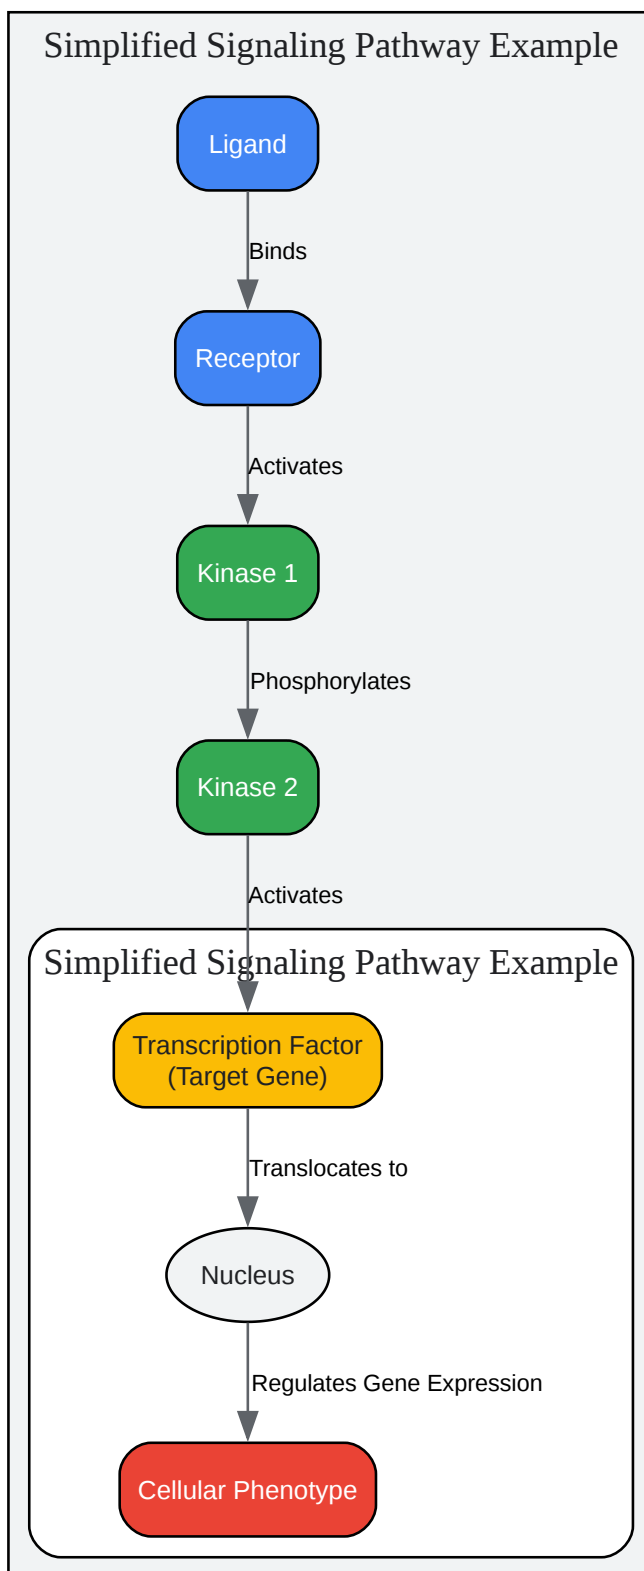 Simplified Signaling Pathway Example
Ligand
Binds
Receptor
Activates
Kinase 1
Phosphorylates
Kinase 2
Activates
Simplified Signaling Pathway Example
Transcription Factor
(Target Gene)
Translocates to
Nucleus
Regulates Gene Expression
Cellular Phenotype